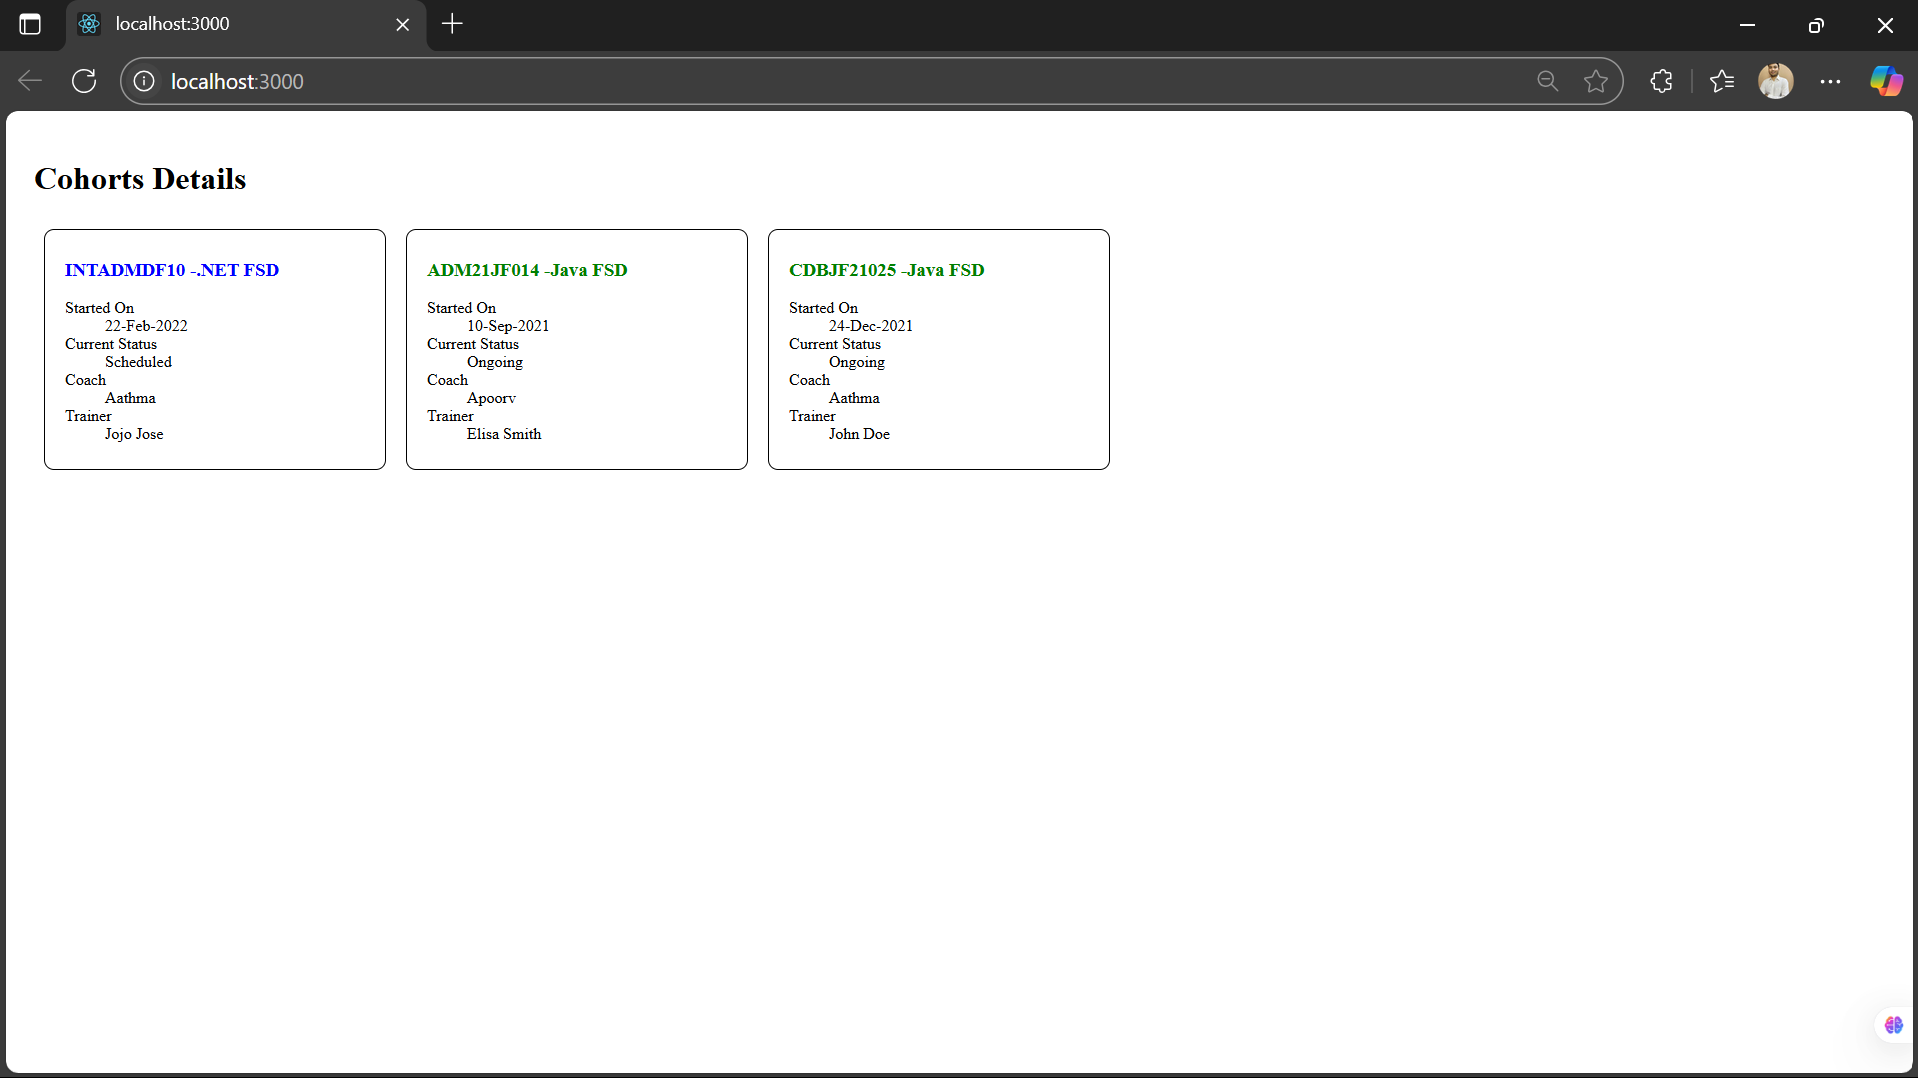 localhost:3000
localhost:3000
Cohorts Details
INTADMDF10 -.NET FSD
Started On
22-Feb-2022
Current Status
Scheduled
Coach
Aathma
Trainer
Jojo Jose
ADM21JF014 -Java FSD
Started On
10-Sep-2021
Current Status
Ongoing
Coach
Apoorv
Trainer
Elisa Smith
CDBJF21025 -Java FSD
Started On
24-Dec-2021
Current Status
Ongoing
Coach
Aathma
Trainer
John Doe